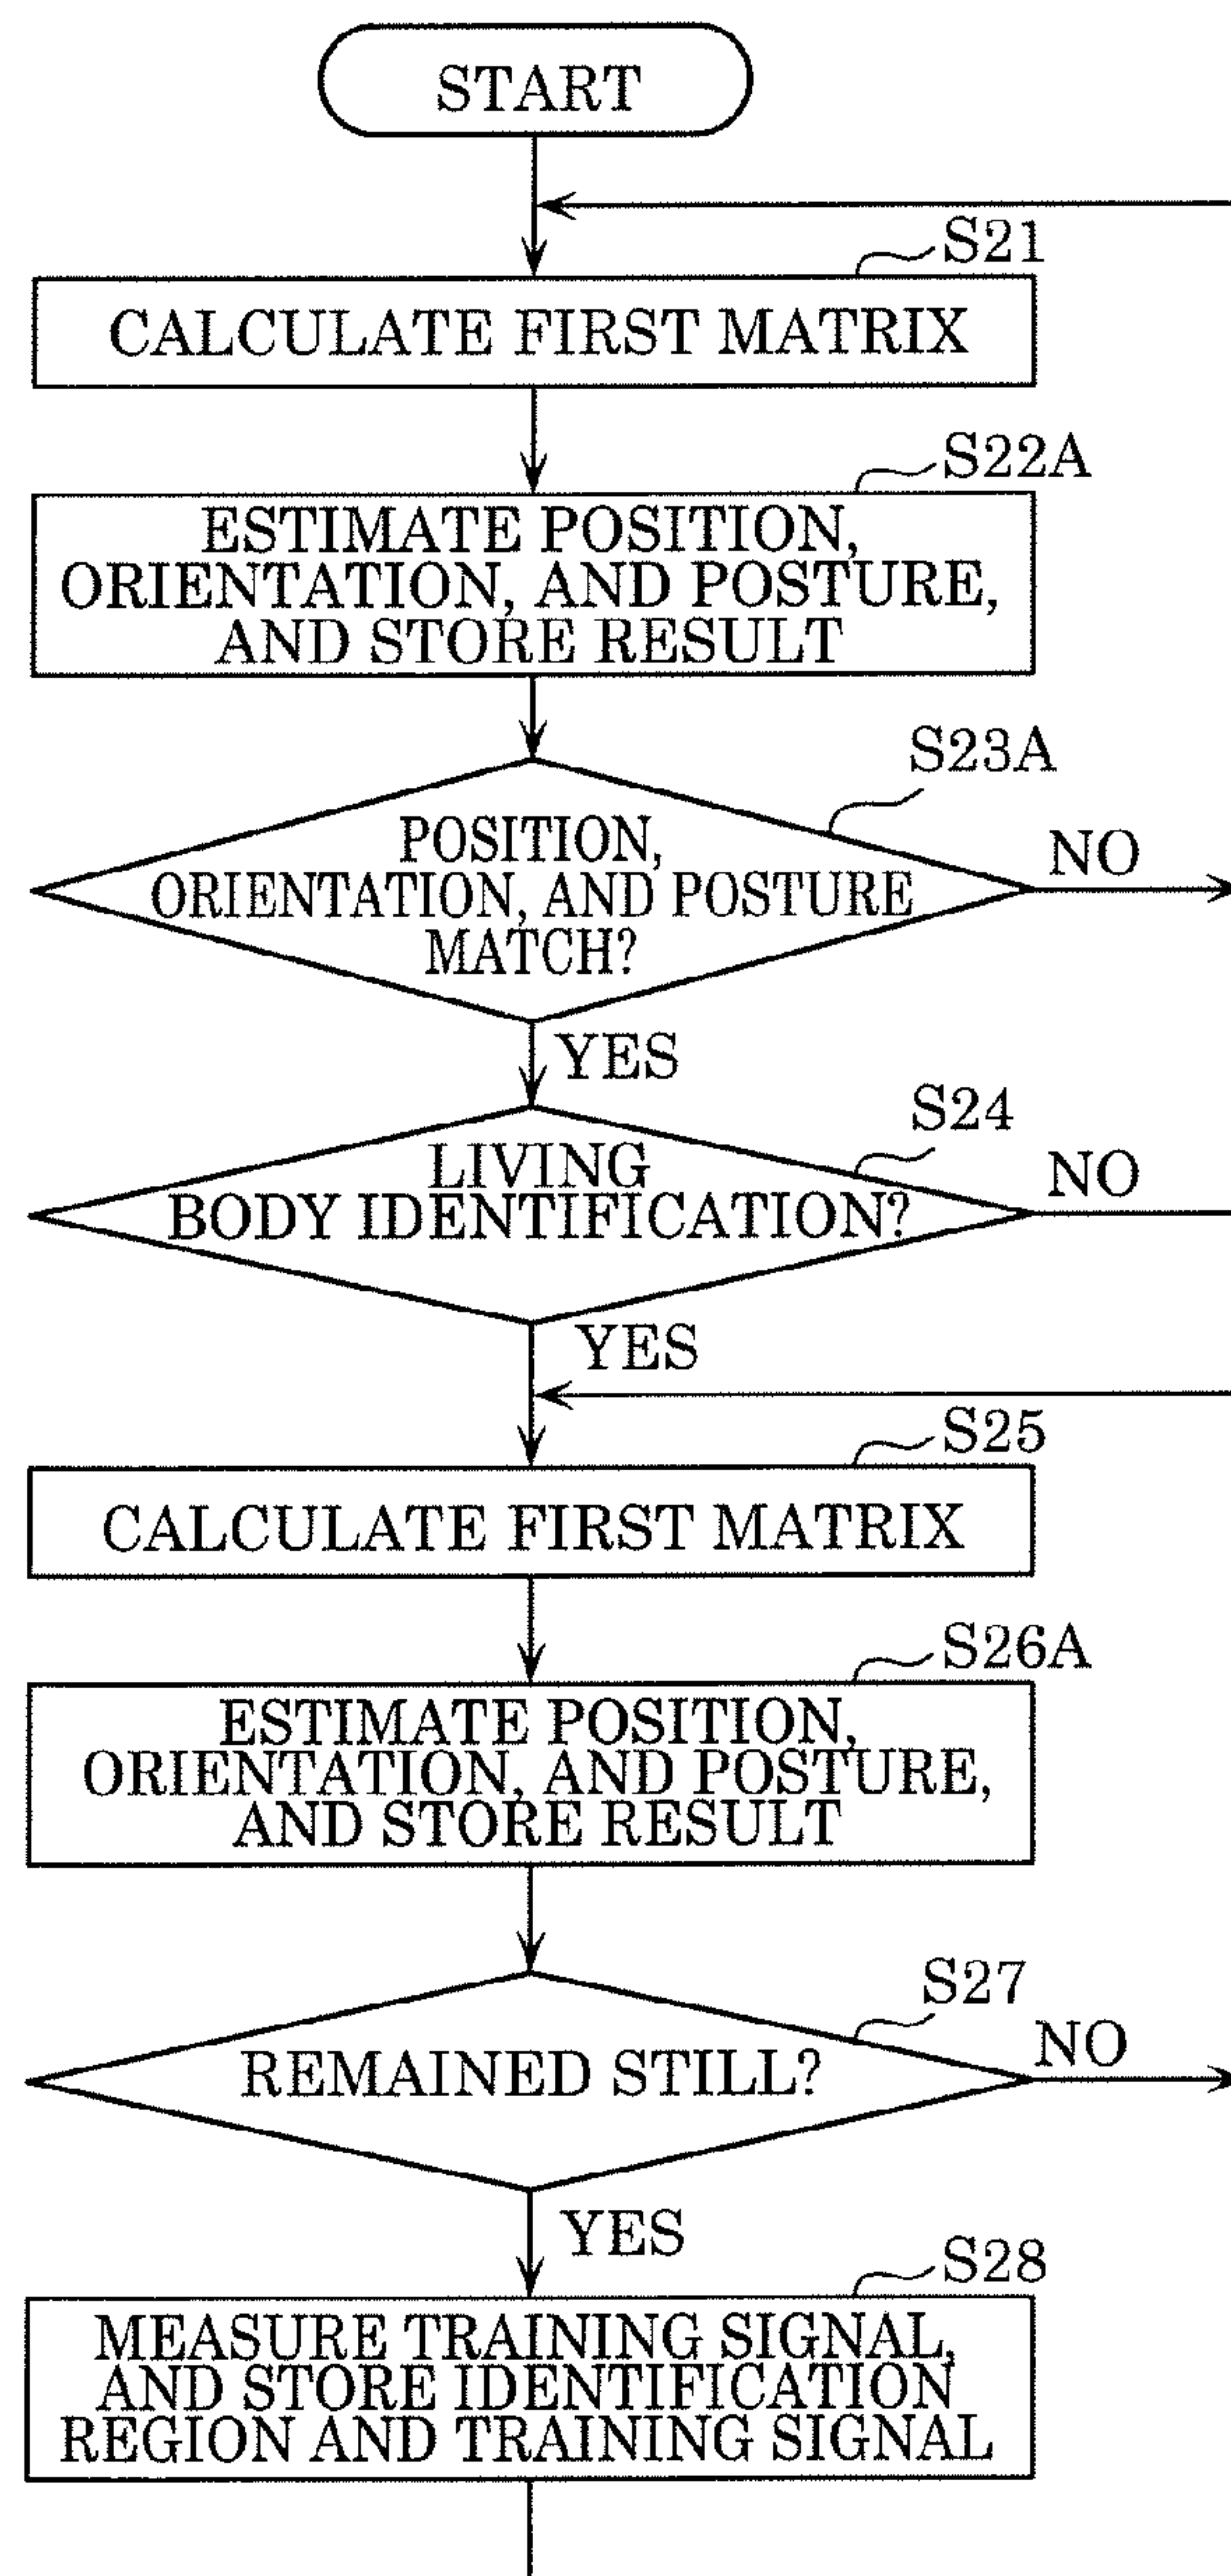 START
S21
CALCULATE FIRST MATRIX
S22A
ESTIMATE POSITION,
ORIENTATION, AND POSTURE,
AND STORE RESULT
S23A
POSITION,
ORIENTATION, AND POSTURE
MATCH?
NO
YES
S24
LIVING
BODY IDENTIFICATION?
NO
YES
S25
CALCULATE FIRST MATRIX
S26A
ESTIMATE POSITION,
ORIENTATION, AND POSTURE,
AND STORE RESULT
S27
REMAINED STILL?
NO
YES
S28
MEASURE TRAINING SIGNAL,
AND STORE IDENTIFICATION
REGION AND TRAINING SIGNAL